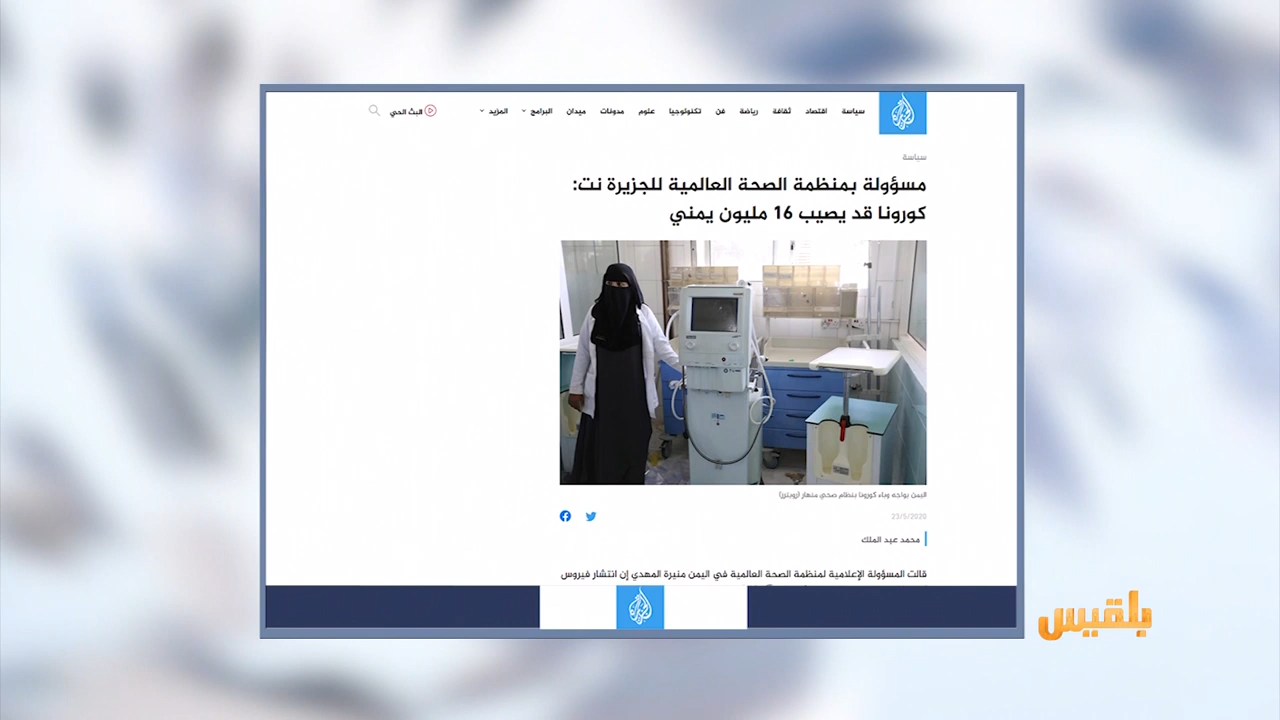 سياسة اقتصاد ثقافة رياضة فن تكنولوجيا علوم مدونات ميدان البرامج المزيد البث الحي
الجزيرة
سياسة
مسؤولة بمنظمة الصحة العالمية للجزيرة نت:
كورونا قد يصيب 16 مليون يمني
اليمن يواجه وباء كورونا بنظام صحي منهار (رويترز)
23/5/2020
محمد عبد الملك
قالت المسؤولة الإعلامية لمنظمة الصحة العالمية في اليمن منيرة المهدي إن انتشار فيروس
الجزيرة
بلقيس